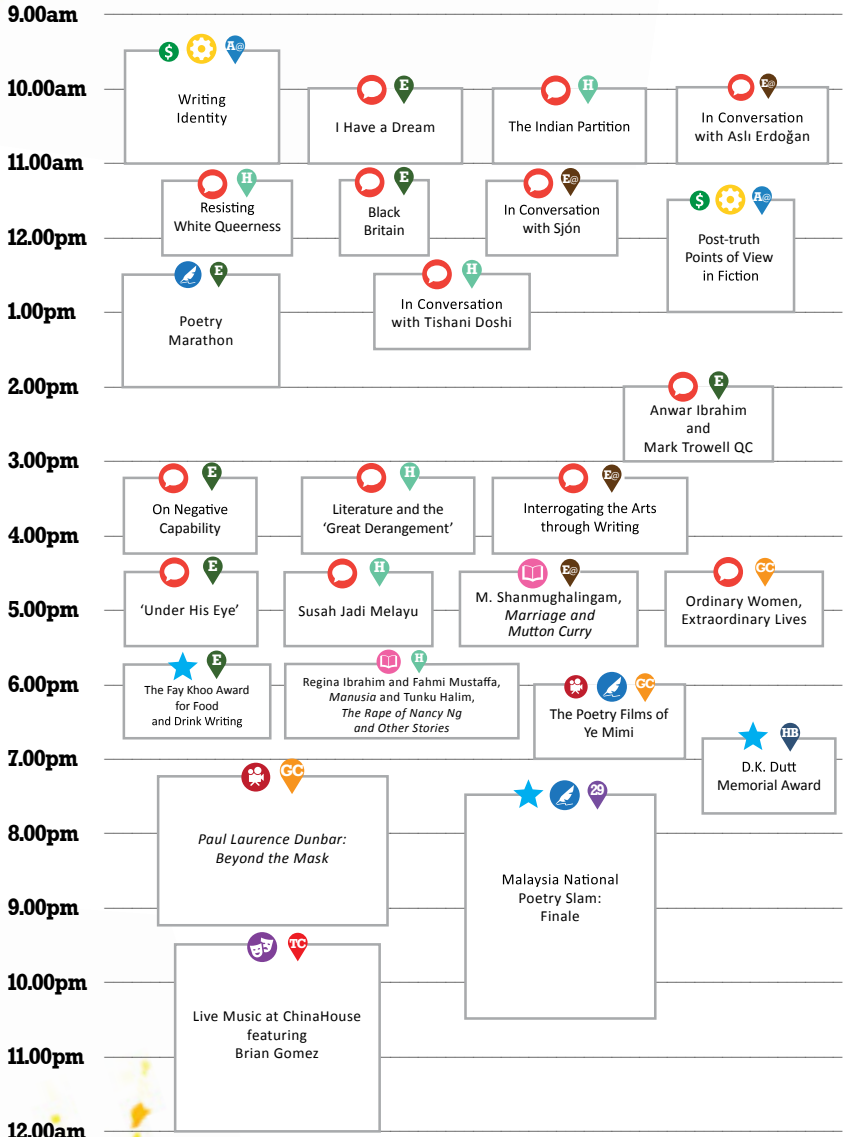 9.00am
$ A@
Writing
Identity
10.00am
E
I Have a Dream
H
The Indian Partition
E@
In Conversation
with Aslı Erdoğan
11.00am
H
Resisting
White Queerness
E
Black
Britain
E@
In Conversation
with Sjón
$ A@
Post-truth
Points of View
in Fiction
12.00pm
E
Poetry
Marathon
H
In Conversation
with Tishani Doshi
1.00pm
2.00pm
E
Anwar Ibrahim
and
Mark Trowell QC
3.00pm
E
On Negative
Capability
H
Literature and the
‘Great Derangement’
E@
Interrogating the Arts
through Writing
4.00pm
E
‘Under His Eye’
H
Susah Jadi Melayu
E@
M. Shanmughalingam,
Marriage and
Mutton Curry
GC
Ordinary Women,
Extraordinary Lives
5.00pm
E
The Fay Khoo Award
for Food
and Drink Writing
H
Regina Ibrahim and Fahmi Mustaffa,
Manusia and Tunku Halim,
The Rape of Nancy Ng
and Other Stories
6.00pm
GC
The Poetry Films of
Ye Mimi
HB
D.K. Dutt
Memorial Award
7.00pm
GC
Paul Laurence Dunbar:
Beyond the Mask
29
Malaysia National
Poetry Slam:
Finale
8.00pm
9.00pm
TC
Live Music at ChinaHouse
featuring
Brian Gomez
10.00pm
11.00pm
12.00am